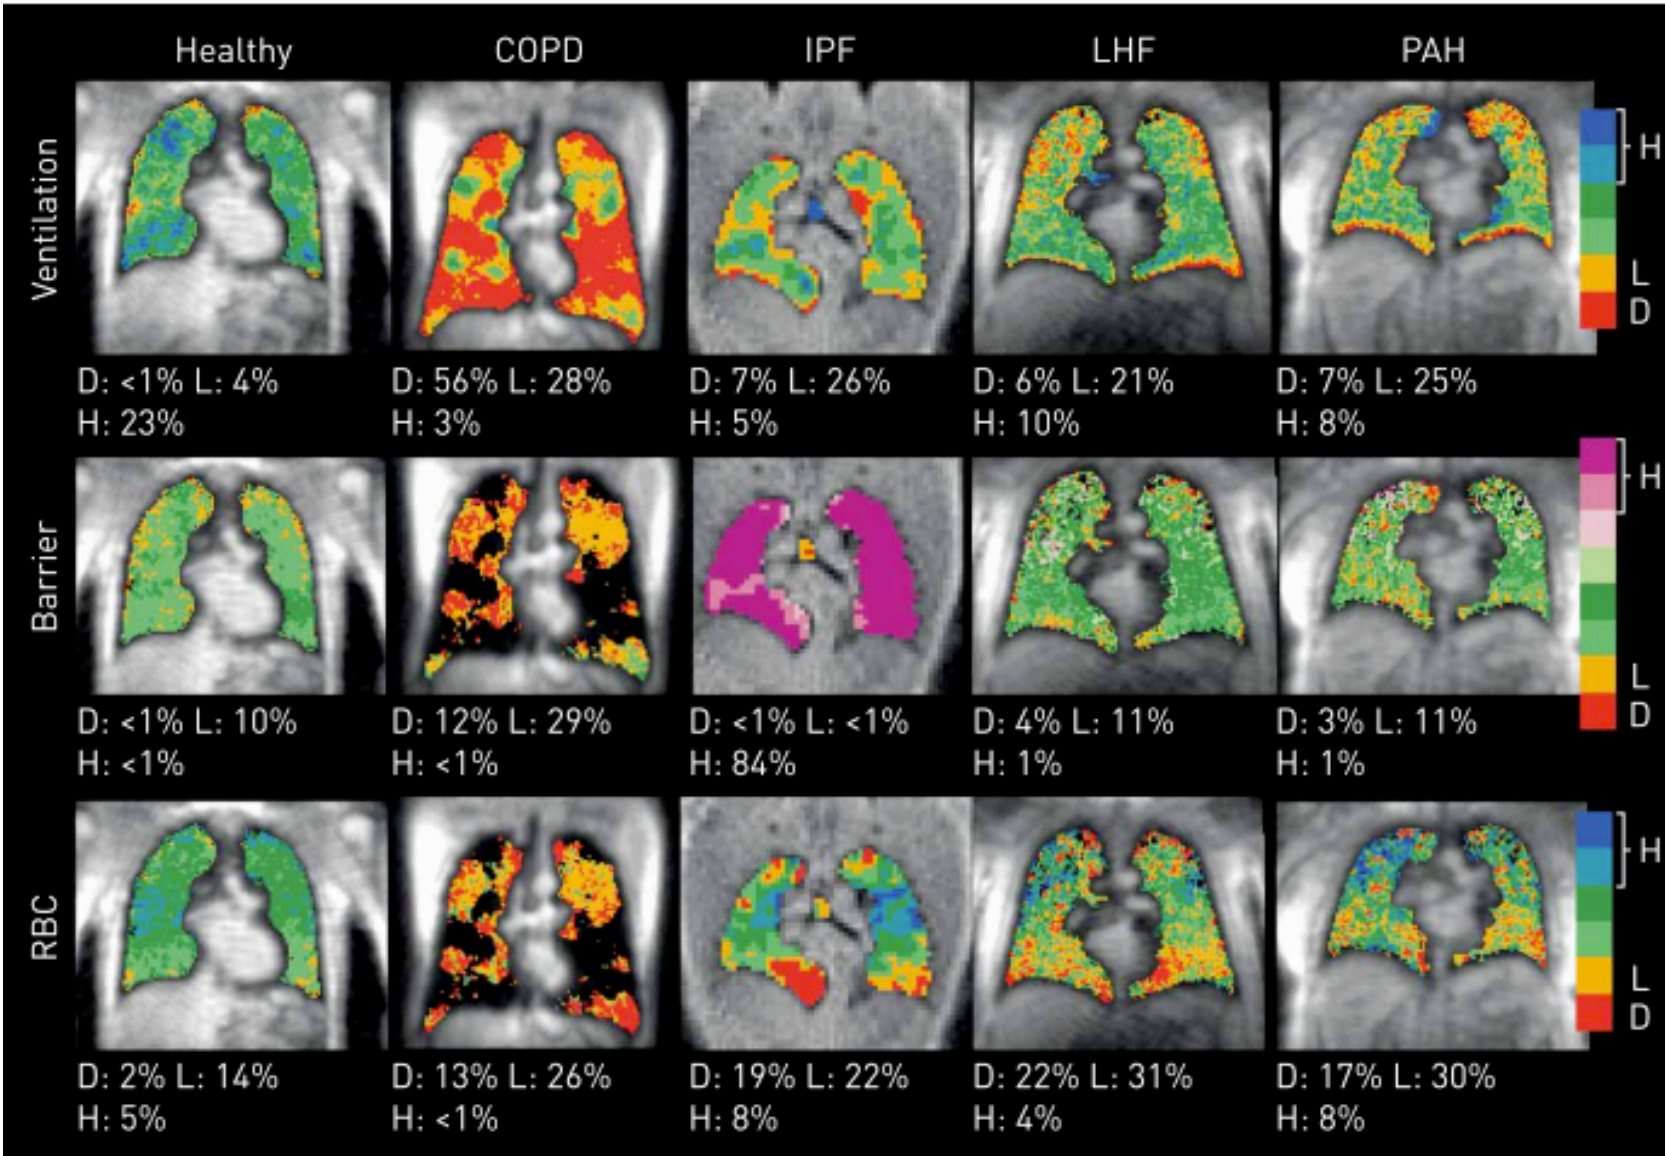 Healthy COPD IPF LHF PAH
Ventilation
H
L
D
D: <1% L: 4% D: 56% L: 28% D: 7% L: 26% D: 6% L: 21% D: 7% L: 25%
H: 23% H: 3% H: 5% H: 10% H: 8%
Barrier
H
L
D
D: <1% L: 10% D: 12% L: 29% D: <1% L: <1% D: 4% L: 11% D: 3% L: 11%
H: <1% H: <1% H: 84% H: 1% H: 1%
RBC
H
L
D
D: 2% L: 14% D: 13% L: 26% D: 19% L: 22% D: 22% L: 31% D: 17% L: 30%
H: 5% H: <1% H: 8% H: 4% H: 8%